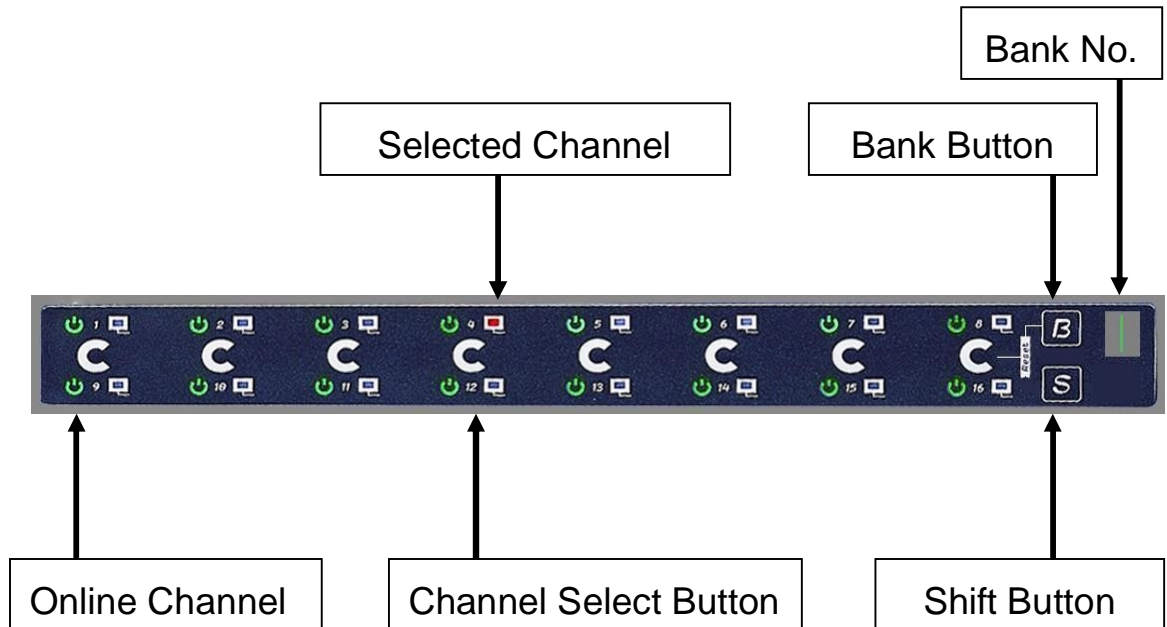 Bank No.
Selected Channel
Bank Button
1 2 3 4 5 6 7 8 B
C C C C C C C C Reset
9 10 11 12 13 14 15 16 S
Online Channel
Channel Select Button
Shift Button